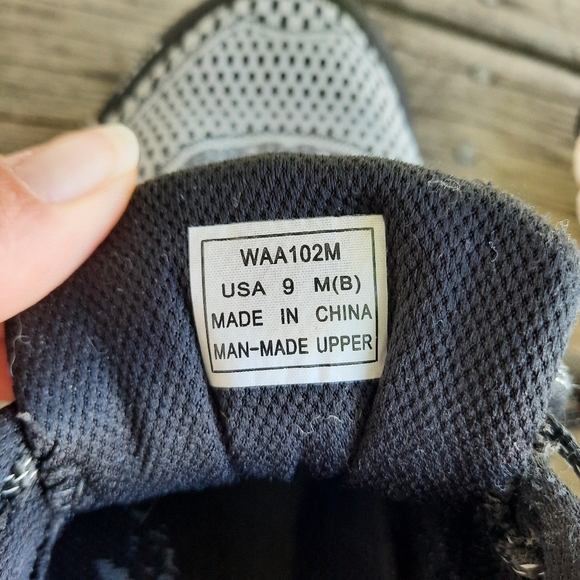 WAA102M
USA 9 M(B)
MADE IN CHINA
MAN-MADE UPPER